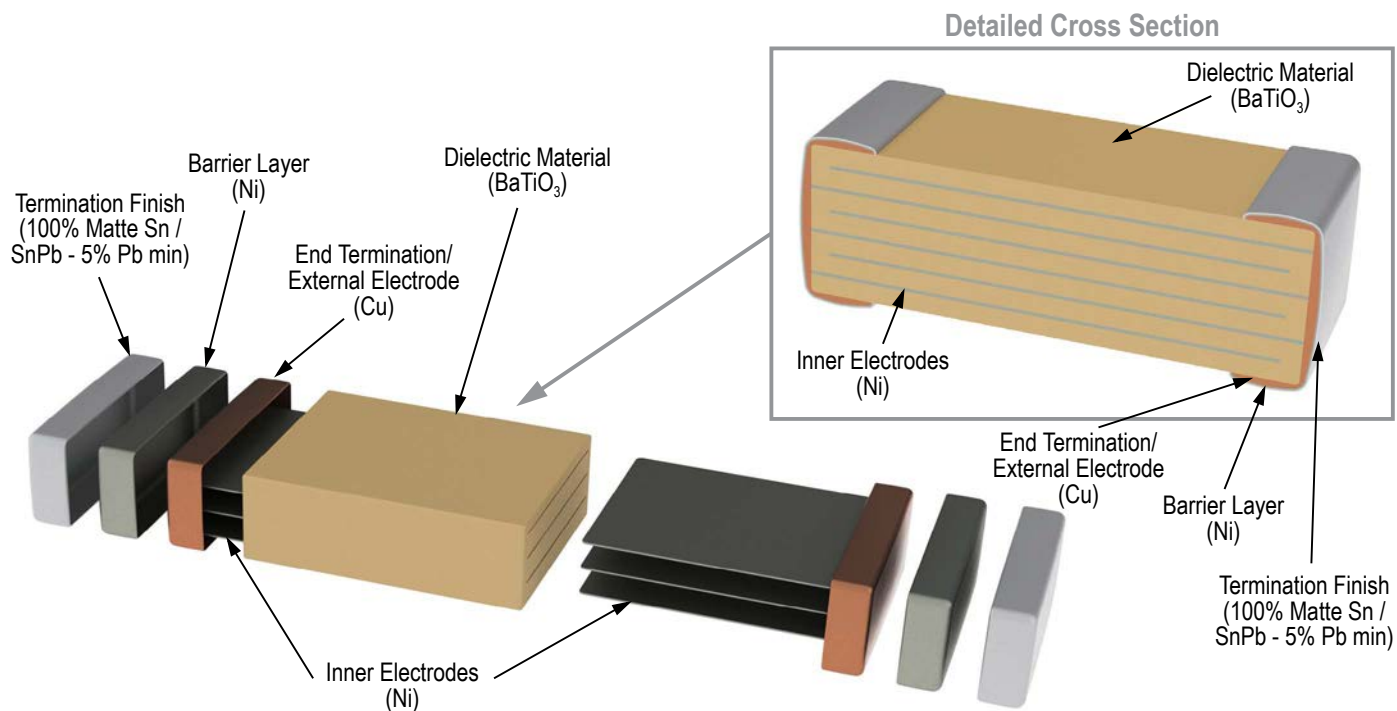 Detailed Cross Section
Dielectric Material
(BaTiO₃)
Dielectric Material
(BaTiO₃)
Barrier Layer
(Ni)
Termination Finish
(100% Matte Sn /
SnPb - 5% Pb min)
End Termination/
External Electrode
(Cu)
Inner Electrodes
(Ni)
End Termination/
External Electrode
(Cu)
Barrier Layer
(Ni)
Termination Finish
(100% Matte Sn /
SnPb - 5% Pb min)
Inner Electrodes
(Ni)